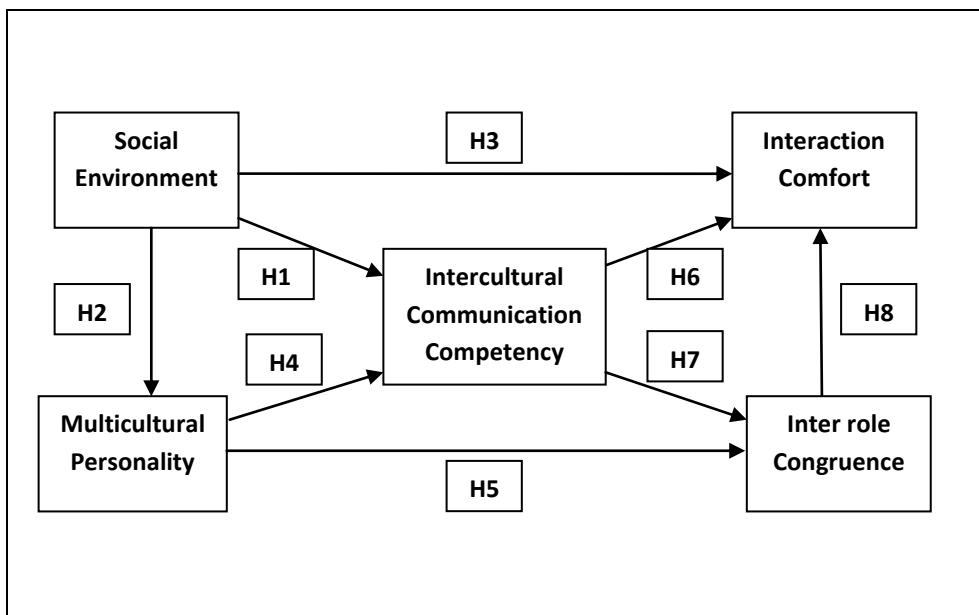 Social
Environment
H3
Interaction
Comfort
H1
Intercultural
Communication
Competency
H6
H2
H8
H4
H7
Multicultural
Personality
Inter role
Congruence
H5